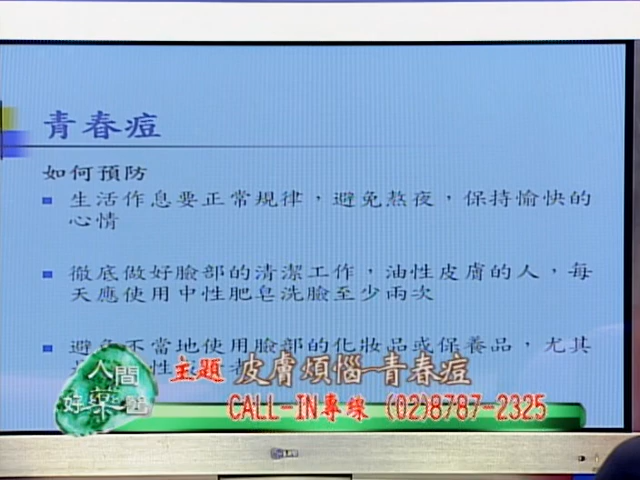 青春痘
如何預防
生活作息要正常規律，避免熬夜，保持愉快的
心情
徹底做好臉部的清潔工作，油性皮膚的人，每
天應使用中性肥皂洗臉至少兩次
避免不當地使用臉部的化妝品或保養品，尤其
性 者
人間
好藥醫
主題 皮膚煩惱~青春痘
CALL-IN專線 (02)8787-2325